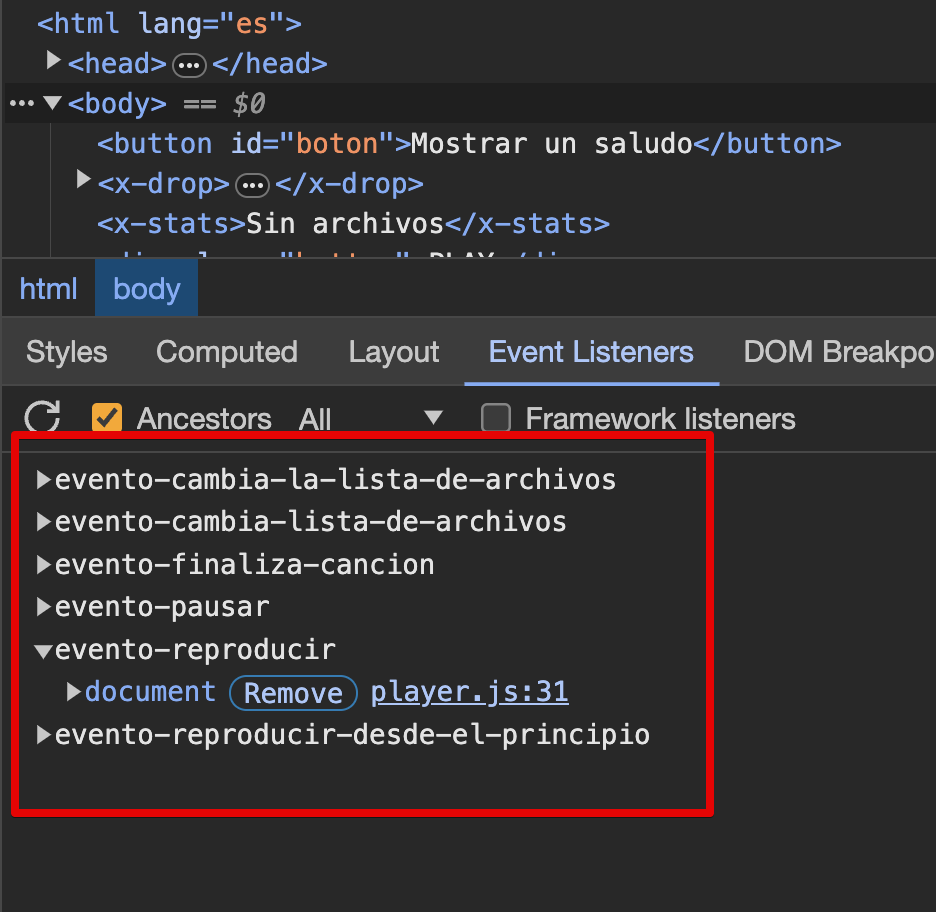 <html lang="es">
<head> ••• </head>
••• <body> == $0
<button id="boton">Mostrar un saludo</button>
<x-drop> ••• </x-drop>
<x-stats>Sin archivos</x-stats>
html body
Styles Computed Layout Event Listeners DOM Breakpo
Ancestors All Framework listeners
evento-cambia-la-lista-de-archivos
evento-cambia-lista-de-archivos
evento-finaliza-cancion
evento-pausar
evento-reproducir
document Remove player.js:31
evento-reproducir-desde-el-principio